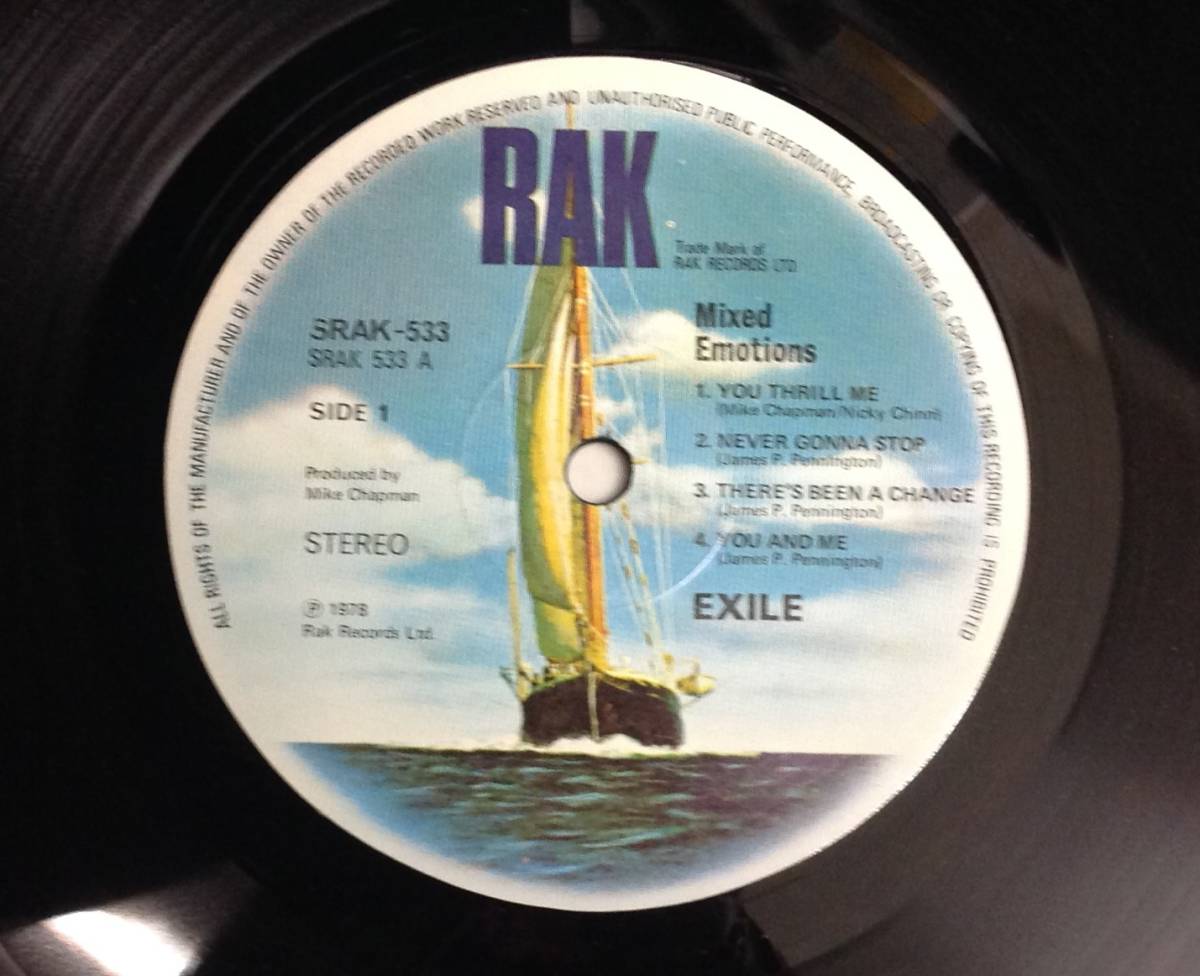 ALL RIGHTS OF THE MANUFACTURER AND OF THE OWNER OF THE RECORDED WORK RESERVED AND UNAUTHORISED PUBLIC PERFORMANCE, BROADCASTING OR COPYING OF THIS RECORDING IS PROHIBITED
RAK
Trade Mark of
RAK RECORDS LTD
SRAK-533
SRAK 533 A
SIDE 1
Produced by
Mike Chapman
STEREO
℗ 1978
Rak Records Ltd.
Mixed
Emotions
1. YOU THRILL ME
(Mike Chapman/Nicky Chinn)
2. NEVER GONNA STOP
(James P. Pennington)
3. THERE'S BEEN A CHANGE
(James P. Pennington)
4. YOU AND ME
(James P. Pennington)
EXILE